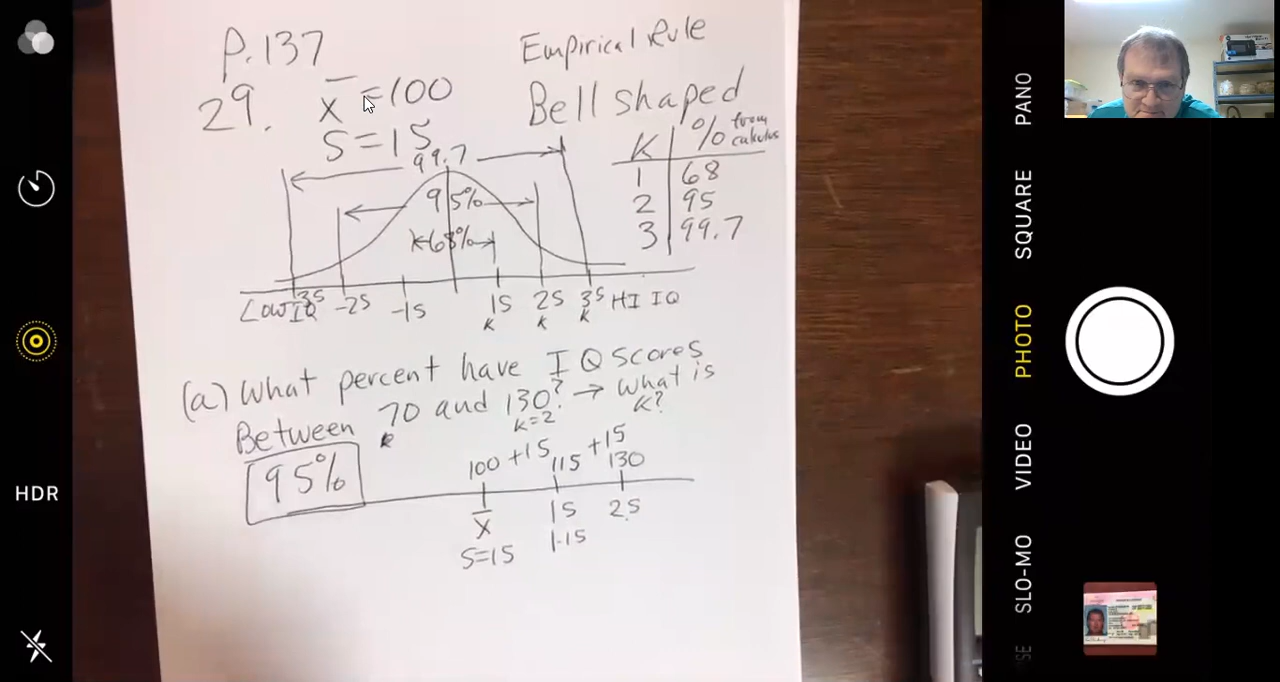 P.137
29. x̄ = 100
S = 15
Empirical Rule
Bell shaped
K | % from calculus
1 | 68
2 | 95
3 | 99.7
99.7
95%
68%
LOW IQ -3S -2S -1S 1S 2S 3S HI IQ
K K K
(a) What percent have IQ scores
Between 70 and 130? → what is
K=2 K?
95%
100 +15 115 +15 130
x̄ 1S 2S
S=15 1·15
HDR
PANO
SQUARE
PHOTO
VIDEO
SLO-MO
SE